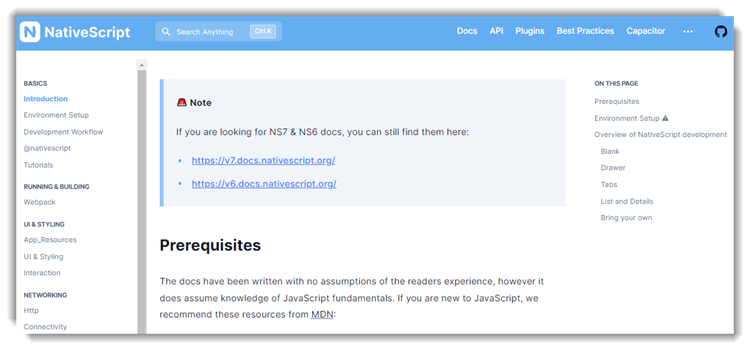 NativeScript
Search Anything
Ctrl K
Docs
API
Plugins
Best Practices
Capacitor
BASICS
Introduction
Environment Setup
Development Workflow
@nativescript
Tutorials
RUNNING & BUILDING
Webpack
UI & STYLING
App_Resources
UI & Styling
Interaction
NETWORKING
Http
Connectivity
Note
If you are looking for NS7 & NS6 docs, you can still find them here:
https://v7.docs.nativescript.org/
https://v6.docs.nativescript.org/
Prerequisites
The docs have been written with no assumptions of the readers experience, however it
does assume knowledge of JavaScript fundamentals. If you are new to JavaScript, we
recommend these resources from MDN:
ON THIS PAGE
Prerequisites
Environment Setup
Overview of NativeScript development
Blank
Drawer
Tabs
List and Details
Bring your own